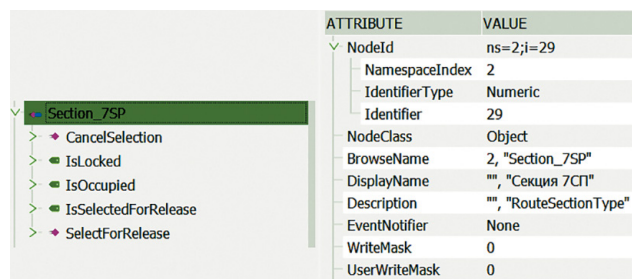 Section_7SP
CancelSelection
IsLocked
IsOccupied
IsSelectedForRelease
SelectForRelease
ATTRIBUTE VALUE
NodeId ns=2;i=29
NamespaceIndex 2
IdentifierType Numeric
Identifier 29
NodeClass Object
BrowseName 2, "Section_7SP"
DisplayName "", "Секция 7СП"
Description "", "RouteSectionType"
EventNotifier None
WriteMask 0
UserWriteMask 0